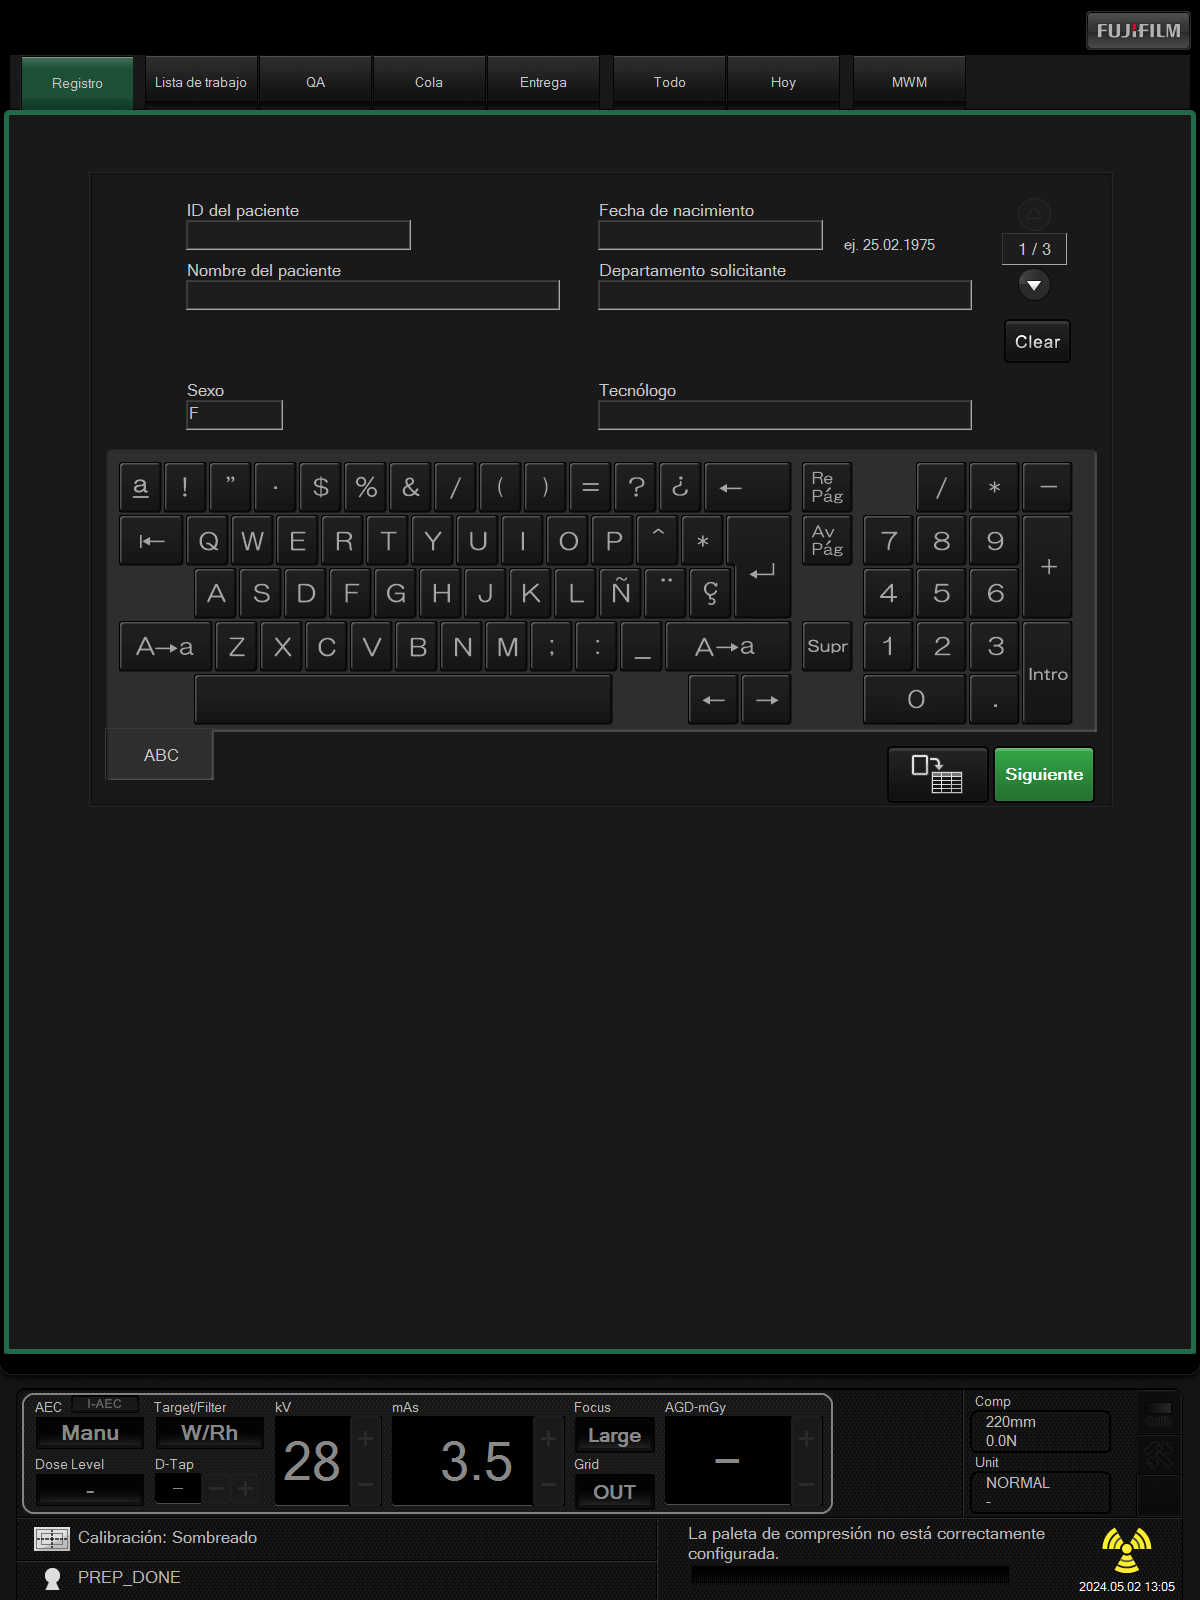 FUJIFILM
Registro Lista de trabajo QA Cola Entrega Todo Hoy MWM
ID del paciente Fecha de nacimiento
ej. 25.02.1975 1 / 3
Nombre del paciente Departamento solicitante
Clear
Sexo Tecnólogo
F
a ! ” · $ % & / ( ) = ? ¿ ← Re Pág / * −
|← Q W E R T Y U I O P ^ * Av Pág 7 8 9 +
A S D F G H J K L Ñ ¨ Ç ↵ 4 5 6
A→a Z X C V B N M ; : _ A→a Supr 1 2 3 Intro
← → 0 .
ABC
Siguiente
AEC I-AEC Target/Filter kV mAs Focus AGD-mGy Comp
Manu W/Rh 28 3.5 Large – 220mm
0.0N
Dose Level D-Tap Grid Unit
- – OUT NORMAL
-
Calibración: Sombreado
La paleta de compresión no está correctamente
configurada.
PREP_DONE
2024.05.02 13:05